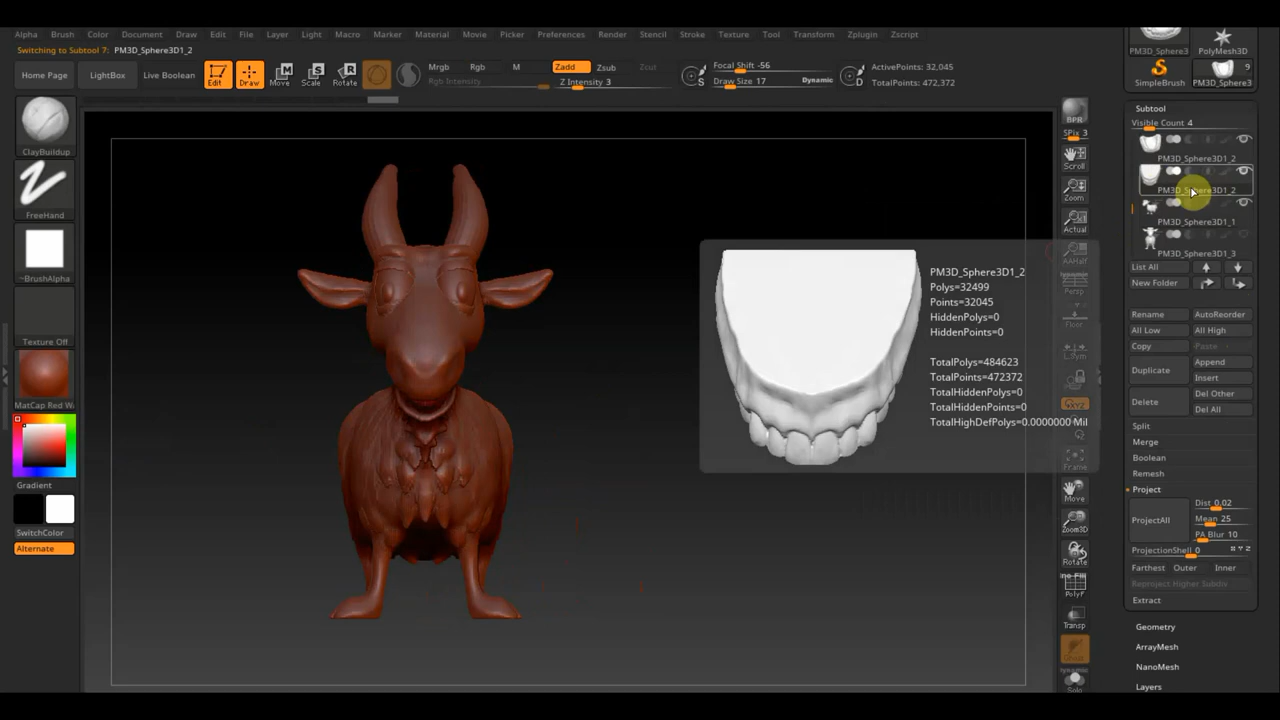 Alpha Brush Color Document Draw Edit File Layer Light Macro Marker Material Movie Picker Preferences Render Stencil Stroke Texture Tool Transform Zplugin Zscript
Switching to Subtool 7: PM3D_Sphere3D1_2
Home Page
LightBox
Live Boolean
Edit
Draw
Move
Scale
Rotate
Mrgb
Rgb
M
Rgb Intensity
Zadd
Zsub
Zcut
Z Intensity 3
S
Focal Shift -56
Draw Size 17
Dynamic
D
ActivePoints: 32,045
TotalPoints: 472,372
ClayBuildup
FreeHand
~BrushAlpha
Texture Off
MatCap Red W
Gradient
SwitchColor
Alternate
PM3D_Sphere3D1_2
Polys=32499
Points=32045
HiddenPolys=0
HiddenPoints=0
TotalPolys=484623
TotalPoints=472372
TotalHiddenPolys=0
TotalHiddenPoints=0
TotalHighDefPolys=0.0000000 Mil
BPR
SPix 3
Scroll
Zoom
Actual
AAHalf
Persp
Floor
L.Sym
XYZ
Frame
Move
Zoom3D
Rotate
PolyF
Transp
Solo
PM3D_Sphere3
PolyMesh3D
SimpleBrush
9
PM3D_Sphere3
Subtool
Visible Count 4
PM3D_Sphere3D1_2
PM3D_Sphere3D1_2
PM3D_Sphere3D1_1
PM3D_Sphere3D1_3
List All
New Folder
Rename
AutoReorder
All Low
All High
Copy
Paste
Duplicate
Append
Insert
Delete
Del Other
Del All
Split
Merge
Boolean
Remesh
Project
ProjectAll
Dist 0.02
Mean 25
PA Blur 10
ProjectionShell 0
X Y Z
Farthest
Outer
Inner
Reproject Higher Subdiv
Extract
Geometry
ArrayMesh
NanoMesh
Layers